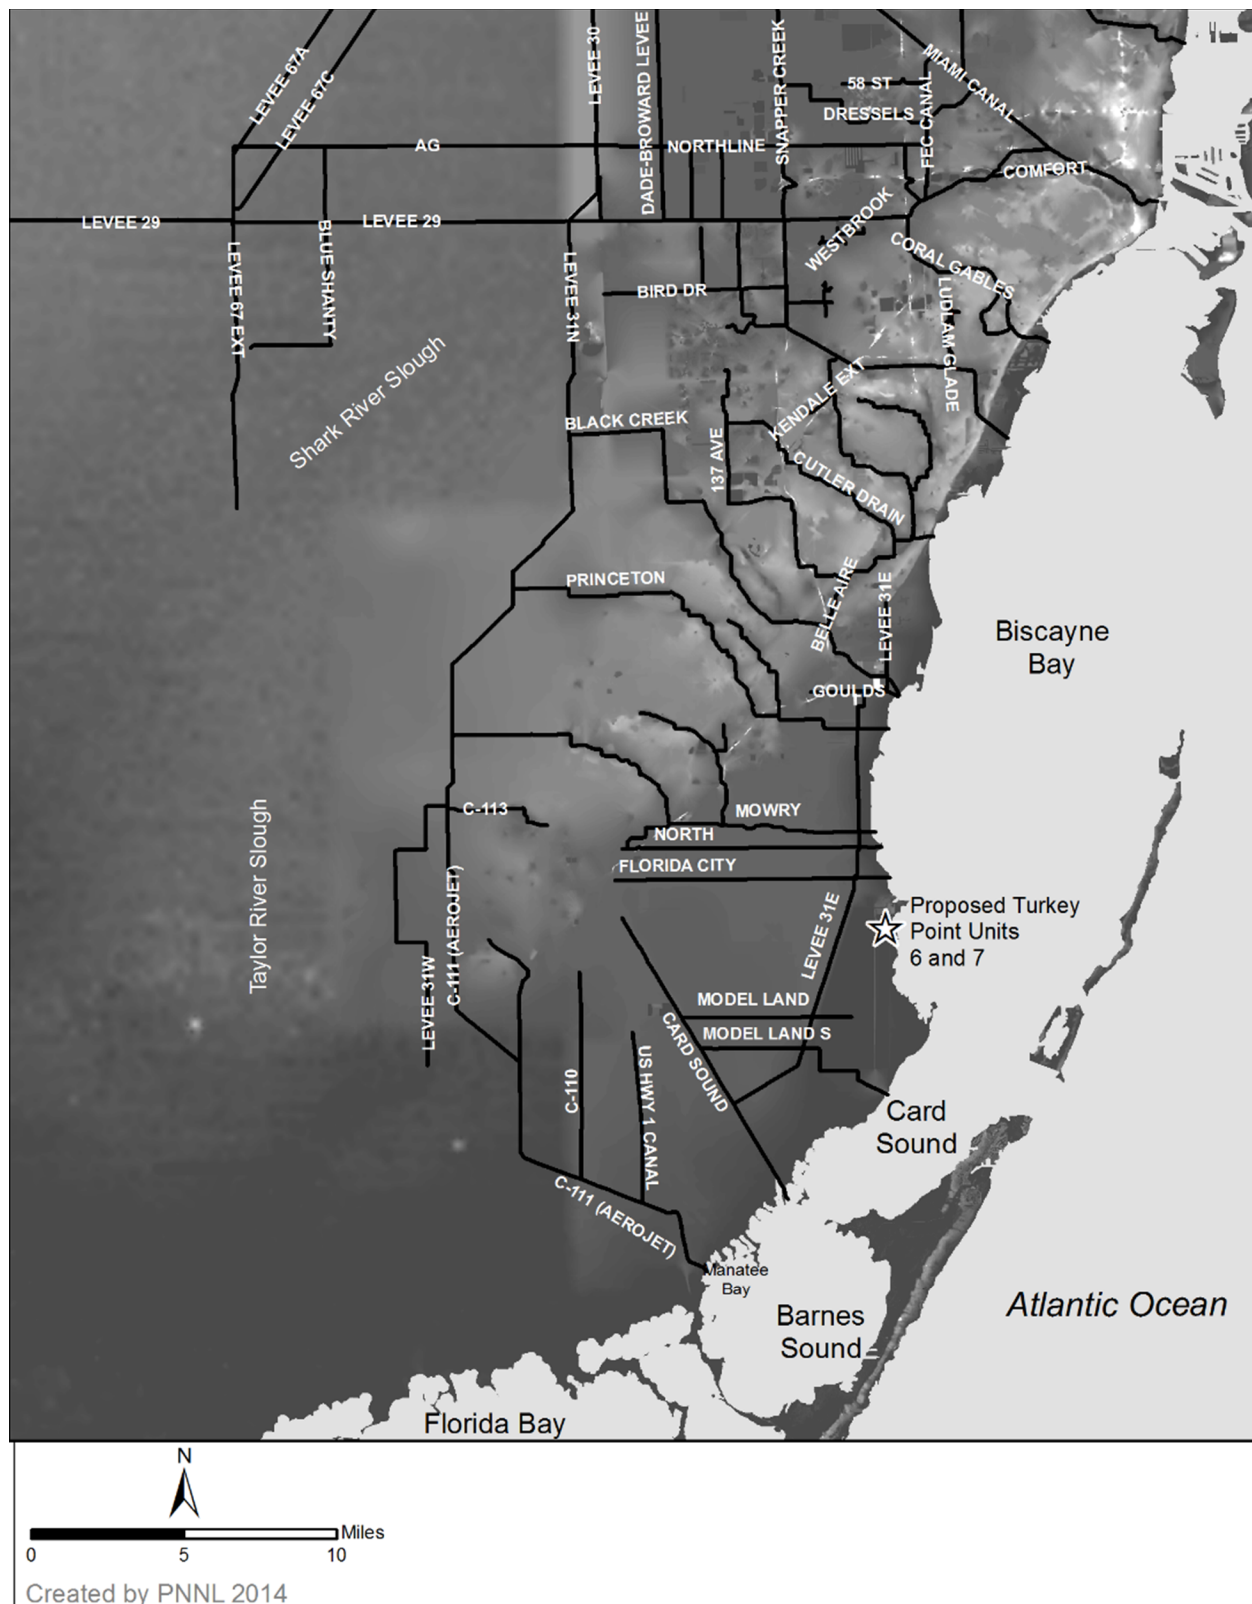 LEVEE 67A
LEVEE 67C
LEVEE 30
DADE-BROWARD LEVEE
SNAPPER CREEK
58 ST
DRESSELS
FEC CANAL
MIAMI CANAL
AG
NORTHLINE
COMFORT
LEVEE 29
LEVEE 29
WESTBROOK
CORAL GABLES
LEVEE 67 EXT
BLUE SHANTY
LEVEE 31N
BIRD DR
LUDLAM GLADE
Shark River Slough
KENDALE EXT
BLACK CREEK
137 AVE
CUTLER DRAIN
PRINCETON
BELLE AIRE
LEVEE 31E
Biscayne
Bay
GOULDS
C-113
MOWRY
NORTH
FLORIDA CITY
Taylor River Slough
C-111 (AEROJET)
LEVEE 31W
LEVEE 31E
Proposed Turkey
Point Units
6 and 7
MODEL LAND
MODEL LAND S
CARD SOUND
C-110
US HWY 1 CANAL
Card
Sound
C-111 (AEROJET)
Manatee
Bay
Barnes
Sound
Atlantic Ocean
Florida Bay
N
Miles
0 5 10
Created by PNNL 2014